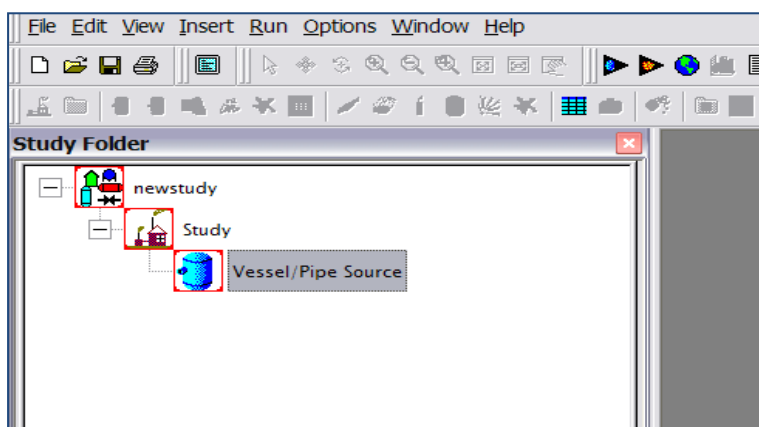 File Edit View Insert Run Options Window Help
Study Folder
newstudy
Study
Vessel/Pipe Source